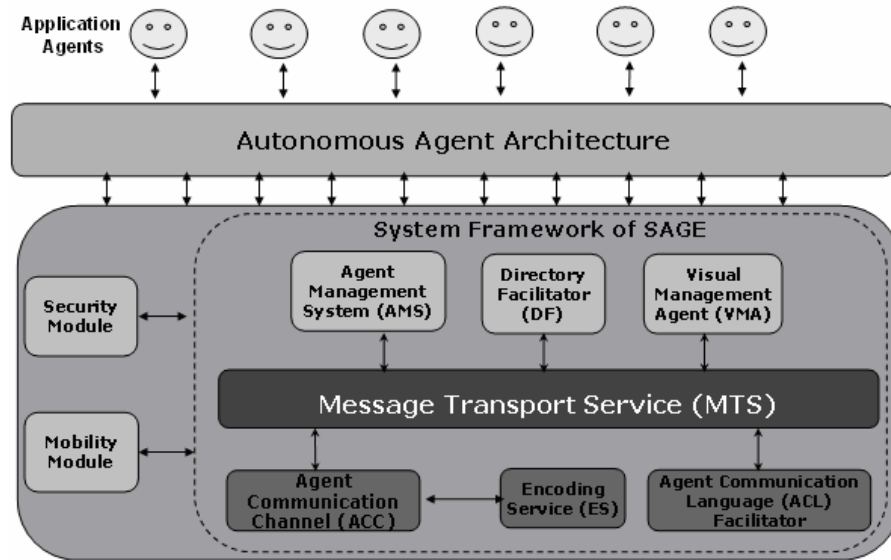 Application
Agents
Autonomous Agent Architecture
System Framework of SAGE
Agent
Management
System (AMS)
Directory
Facilitator
(DF)
Visual
Management
Agent (VMA)
Security
Module
Message Transport Service (MTS)
Mobility
Module
Agent
Communication
Channel (ACC)
Encoding
Service (ES)
Agent Communication
Language (ACL)
Facilitator